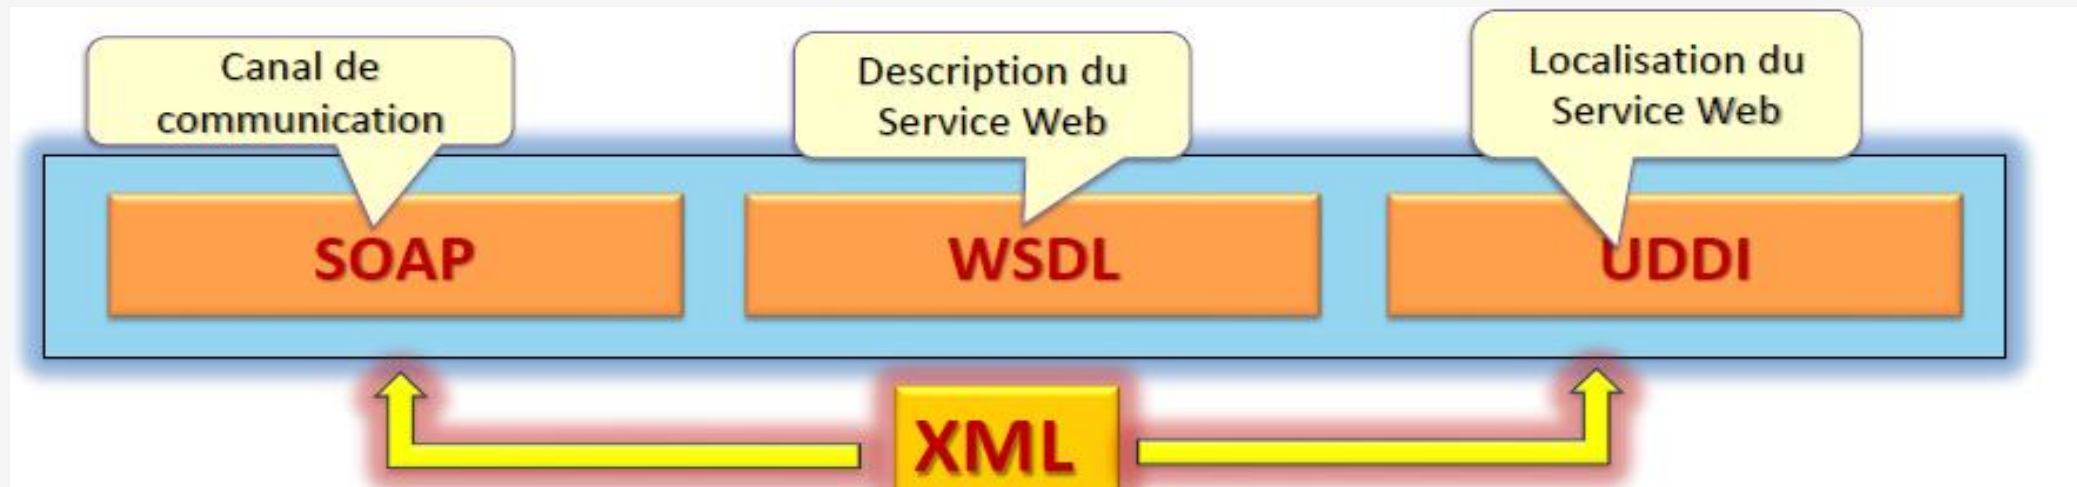 Canal de
communication
Description du
Service Web
Localisation du
Service Web
SOAP
WSDL
UDDI
XML